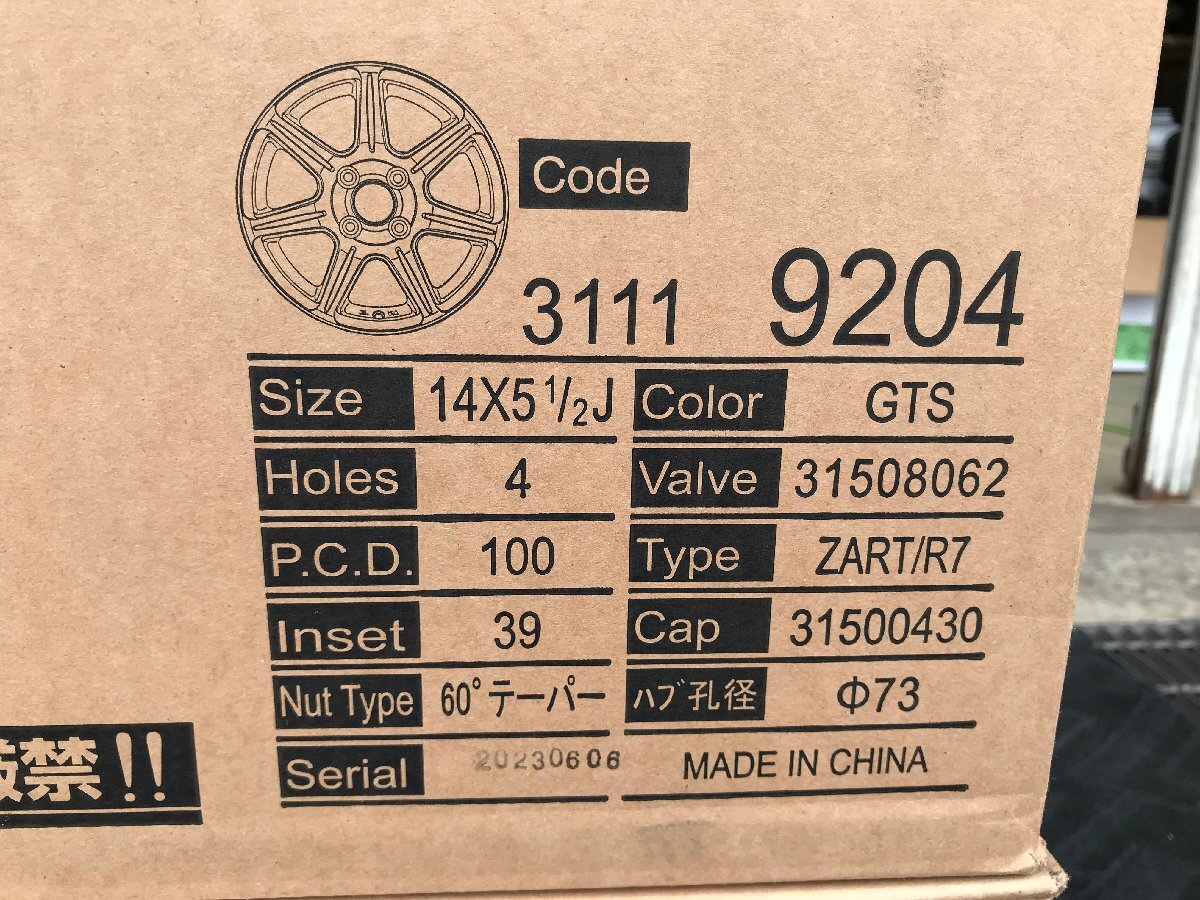 Code
3111 9204
Size 14X5 1/2J Color GTS
Holes 4 Valve 31508062
P.C.D. 100 Type ZART/R7
Inset 39 Cap 31500430
Nut Type 60°テーパー ハブ孔径 Φ73
厳禁!!
Serial 20230606 MADE IN CHINA